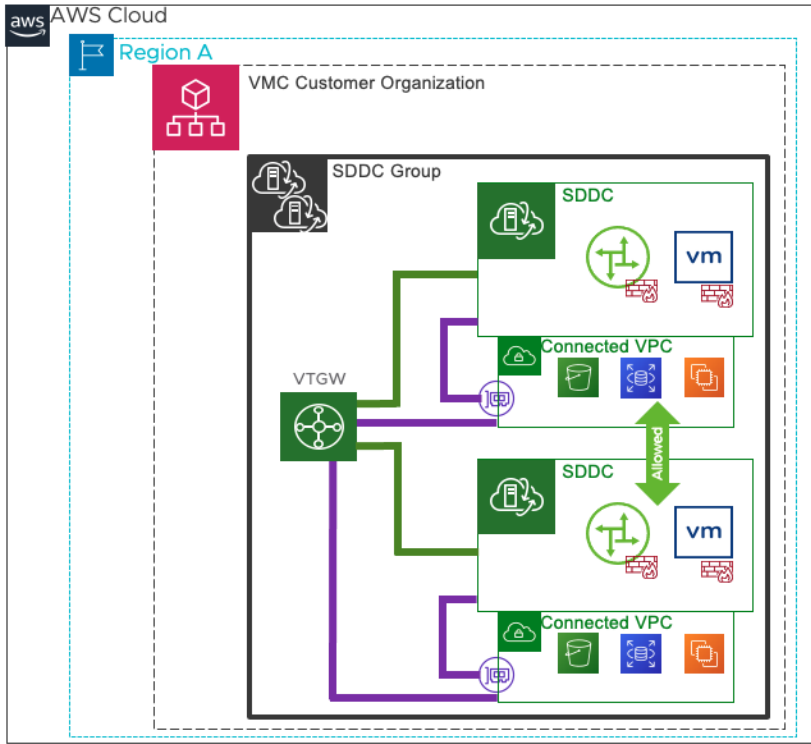 aws
AWS Cloud
Region A
VMC Customer Organization
SDDC Group
SDDC
vm
Connected VPC
VTGW
Allowed
SDDC
vm
Connected VPC